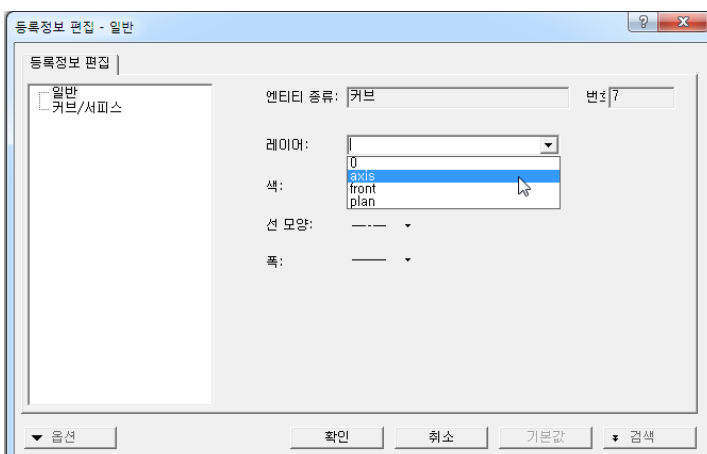 등록정보 편집 - 일반
등록정보 편집
일반
커브/서피스
엔티티 종류: 커브
번호 7
레이어:
0
axis
front
plan
색:
선 모양:
폭:
옵션
확인
취소
기본값
검색